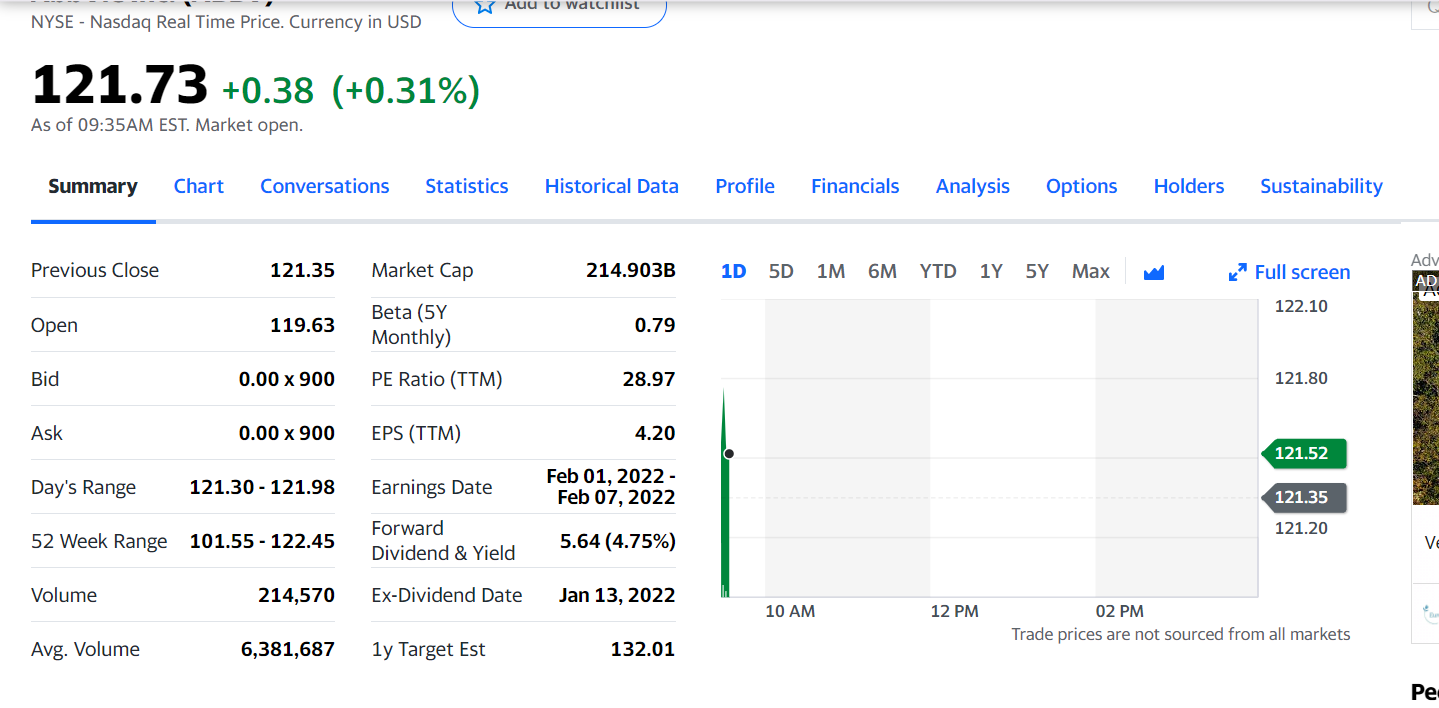 Add to watchlist
NYSE - Nasdaq Real Time Price. Currency in USD
121.73 +0.38 (+0.31%)
As of 09:35AM EST. Market open.
Summary Chart Conversations Statistics Historical Data Profile Financials Analysis Options Holders Sustainability
Previous Close 121.35
Open 119.63
Bid 0.00 x 900
Ask 0.00 x 900
Day's Range 121.30 - 121.98
52 Week Range 101.55 - 122.45
Volume 214,570
Avg. Volume 6,381,687
Market Cap 214.903B
Beta (5Y
Monthly) 0.79
PE Ratio (TTM) 28.97
EPS (TTM) 4.20
Earnings Date Feb 01, 2022 -
Feb 07, 2022
Forward
Dividend & Yield 5.64 (4.75%)
Ex-Dividend Date Jan 13, 2022
1y Target Est 132.01
1D 5D 1M 6M YTD 1Y 5Y Max Full screen
122.10
121.80
121.52
121.35
121.20
10 AM 12 PM 02 PM
Trade prices are not sourced from all markets
Adv
AD
Ve
Pe